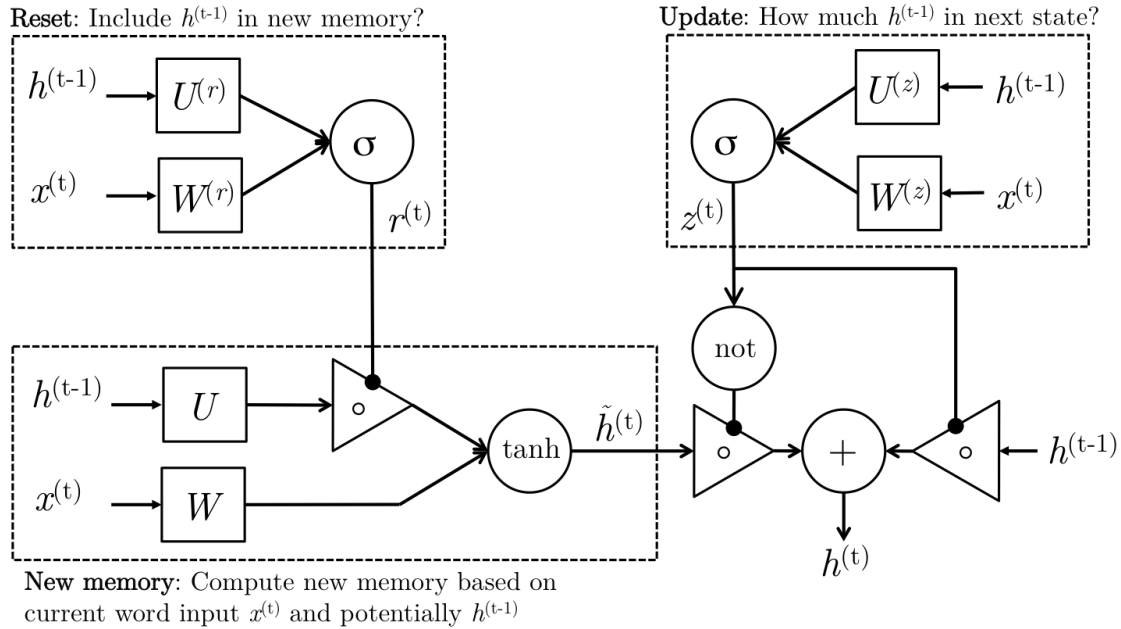 Reset: Include h(t-1) in new memory?
Update: How much h(t-1) in next state?
h(t-1)
U(r)
σ
x(t)
W(r)
r(t)
U(z)
h(t-1)
σ
W(z)
x(t)
z(t)
not
h(t-1)
U
∘
tanh
h̃(t)
∘
+
∘
h(t-1)
x(t)
W
h(t)
New memory: Compute new memory based on
current word input x(t) and potentially h(t-1)